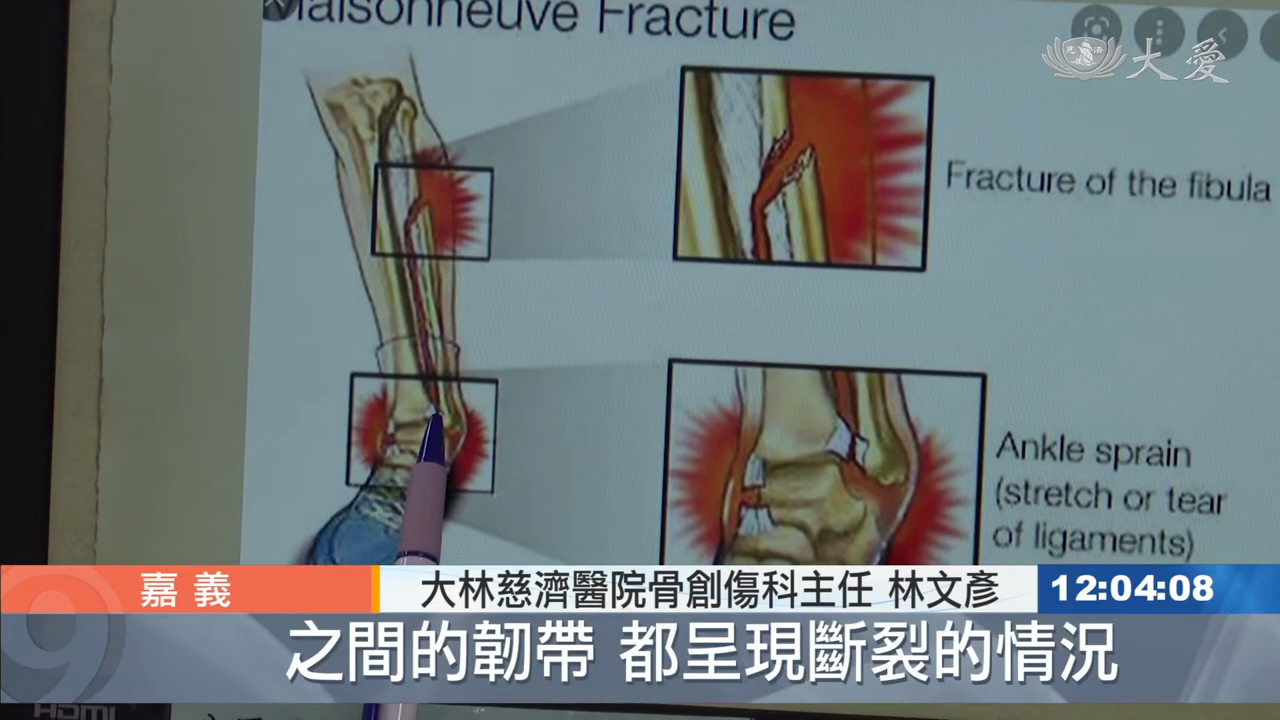 Maisonneuve Fracture
大愛
Fracture of the fibula
Ankle sprain
(stretch or tear
of ligaments)
嘉義
大林慈濟醫院骨創傷科主任 林文彥
12:04:08
之間的韌帶 都呈現斷裂的情況
HDMI